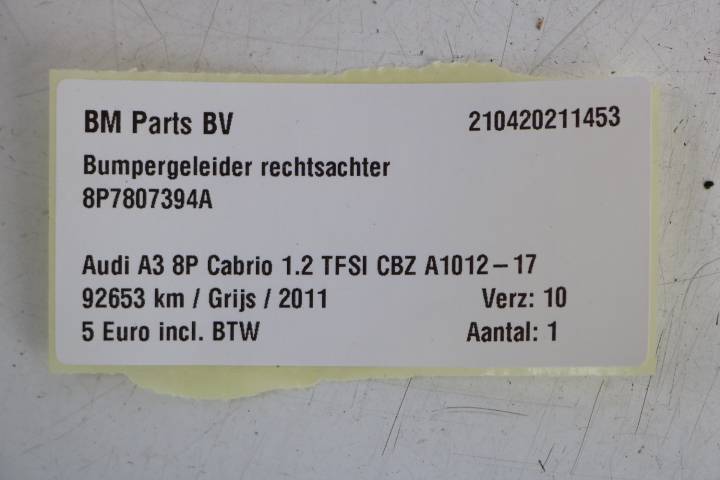 BM Parts BV 210420211453
Bumpergeleider rechtsachter
8P7807394A
Audi A3 8P Cabrio 1.2 TFSI CBZ A1012-17
92653 km / Grijs / 2011 Verz: 10
5 Euro incl. BTW Aantal: 1